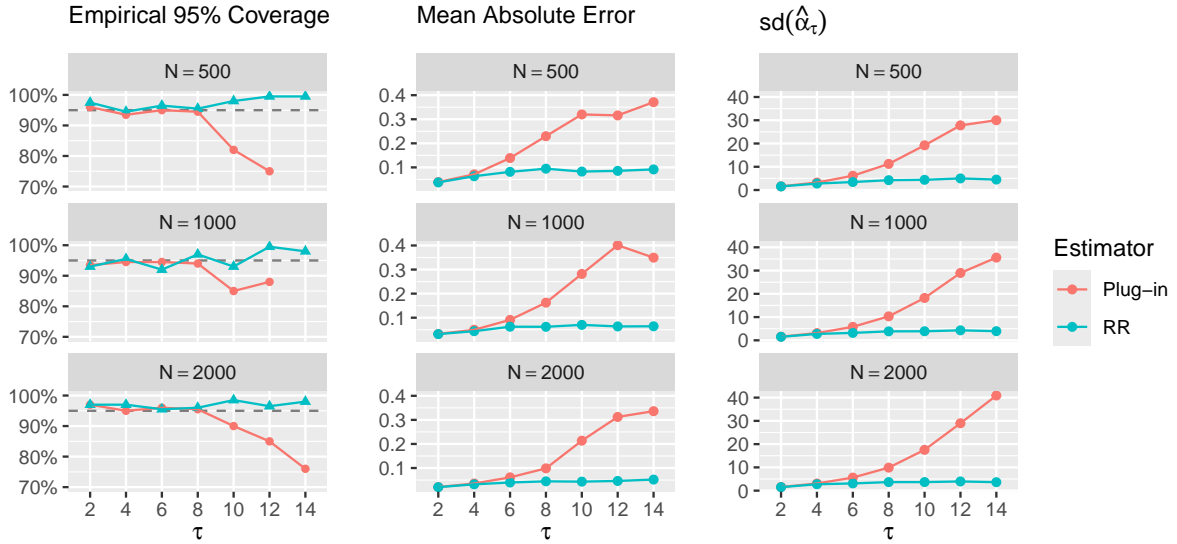 Empirical 95% Coverage
Mean Absolute Error
sd(α̂τ)
N = 500
N = 500
N = 500
100%
90%
80%
70%
0.4
0.3
0.2
0.1
40
30
20
10
0
N = 1000
N = 1000
N = 1000
100%
90%
80%
70%
0.4
0.3
0.2
0.1
40
30
20
10
0
N = 2000
N = 2000
N = 2000
100%
90%
80%
70%
0.4
0.3
0.2
0.1
40
30
20
10
0
2 4 6 8 10 12 14
2 4 6 8 10 12 14
2 4 6 8 10 12 14
τ
τ
τ
Estimator
Plug−in
RR